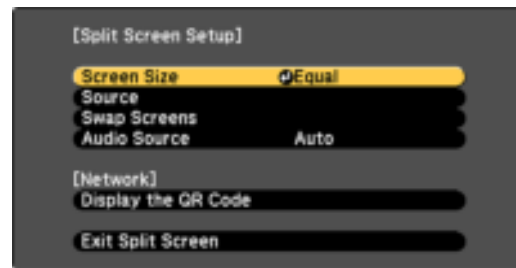 [Split Screen Setup]
Screen Size Equal
Source
Swap Screens
Audio Source Auto
[Network]
Display the QR Code
Exit Split Screen